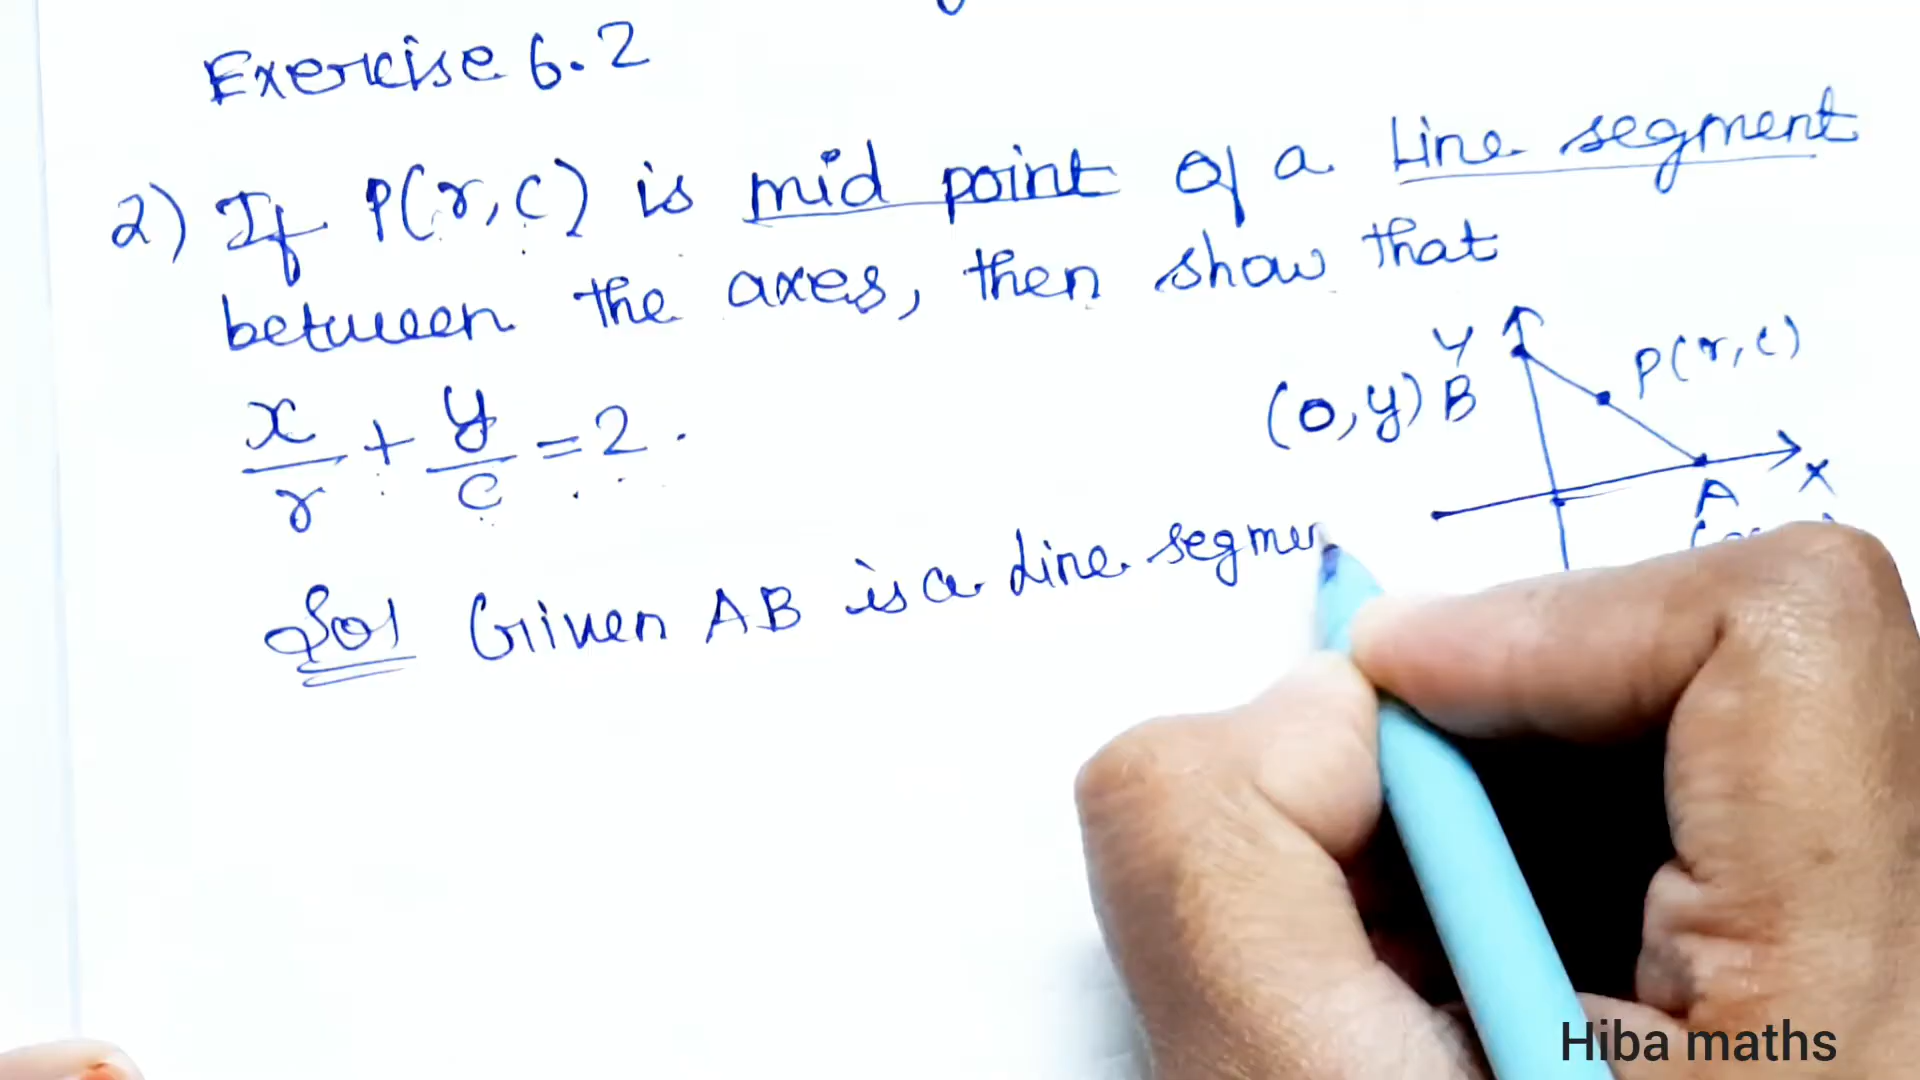 Exercise 6.2
2) If P(r,c) is mid point of a Line segment
between the axes, then show that
x/r + y/c = 2.
Y
P(r,c)
(0,y) B
A
X
Sol Given AB is a Line segmen
Hiba maths